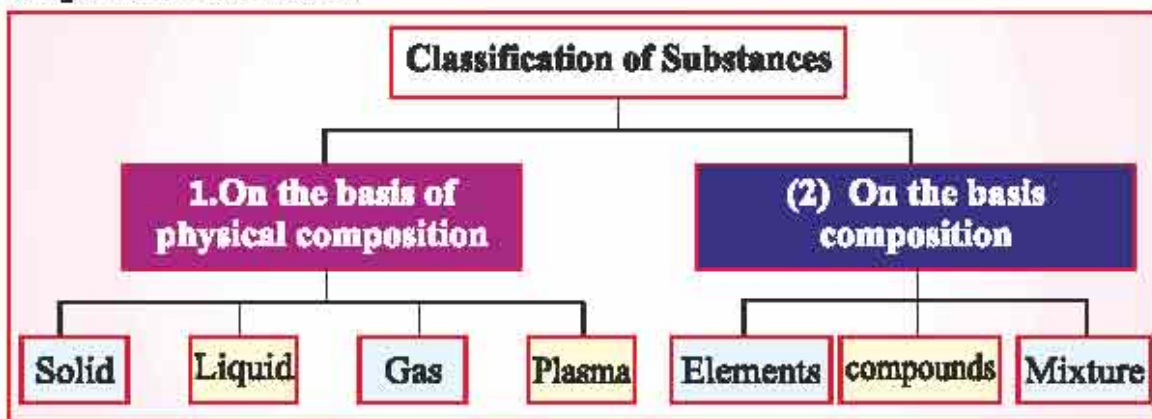 Classification of Substances
1.On the basis of
physical composition
(2) On the basis
composition
Solid
Liquid
Gas
Plasma
Elements
compounds
Mixture